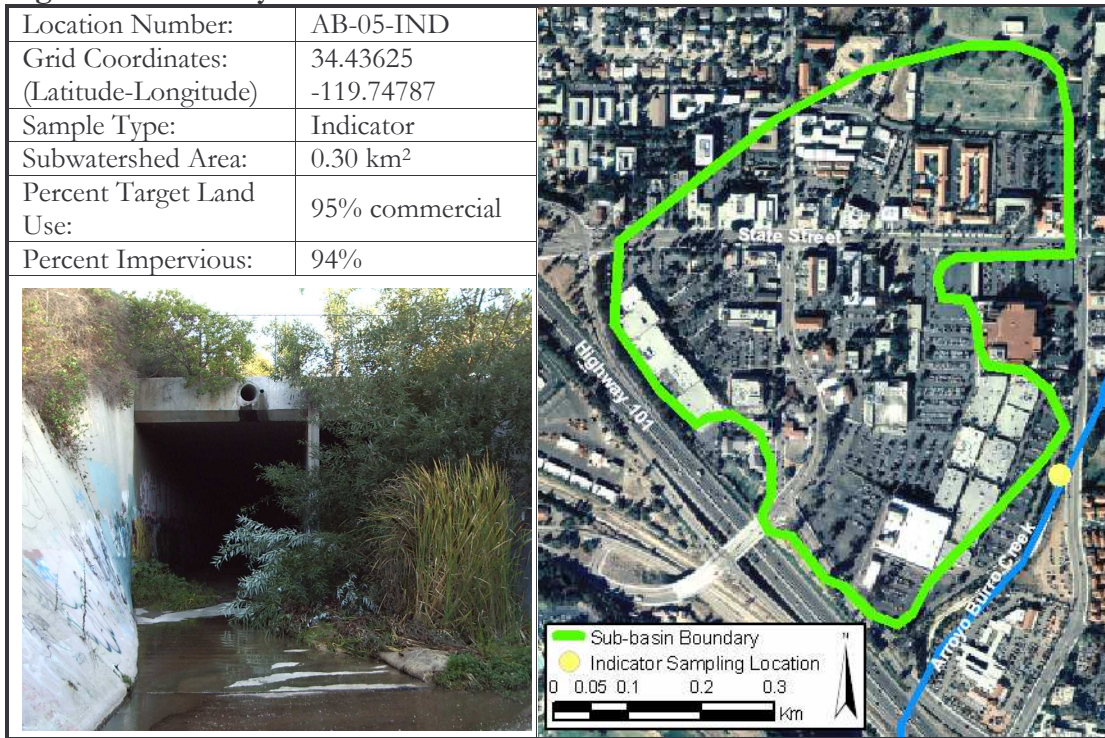 Location Number: AB-05-IND
Grid Coordinates: 34.43625
(Latitude-Longitude) -119.74787
Sample Type: Indicator
Subwatershed Area: 0.30 km²
Percent Target Land
Use: 95% commercial
Percent Impervious: 94%
State Street
Highway 101
Arroyo Burro Creek
Sub-basin Boundary
Indicator Sampling Location
N
0 0.05 0.1 0.2 0.3
Km